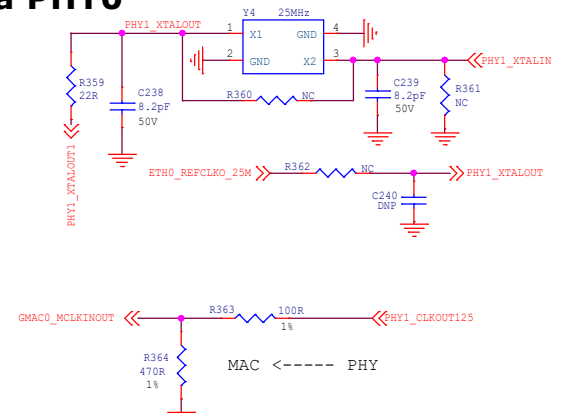 Y4 25MHz
PHY1_XTALOUT
1 X1 GND 4
2 GND X2 3
PHY1_XTALIN
R359
22R
C238
8.2pF
50V
R360 NC
C239
8.2pF
50V
R361
NC
PHY1_XTALOUT1
ETH0_REFCLKO_25M
R362 NC
PHY1_XTALOUT
C240
DNP
GMAC0_MCLKINOUT
R363 100R
1%
PHY1_CLKOUT125
R364
470R
1%
MAC <----- PHY